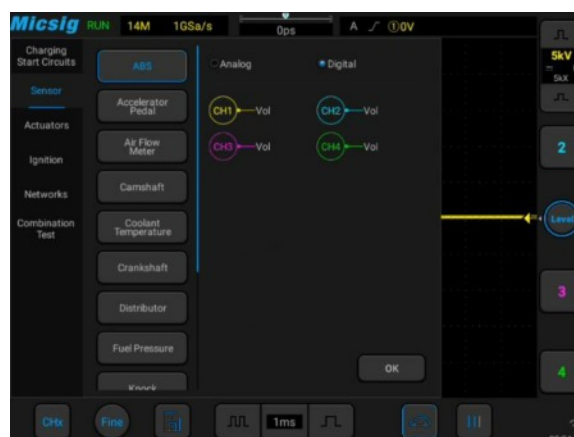 Micsig RUN 14M 1GSa/s 0ps A ①0V
Charging
Start Circuits
Sensor
Actuators
Ignition
Networks
Combination
Test
ABS
Accelerator
Pedal
Air Flow
Meter
Camshaft
Coolant
Temperature
Crankshaft
Distributor
Fuel Pressure
Knock
Analog Digital
CH1 Vol CH2 Vol
CH3 Vol CH4 Vol
OK
5kV
5kX
2
Level
3
4
CHx Fine 1ms